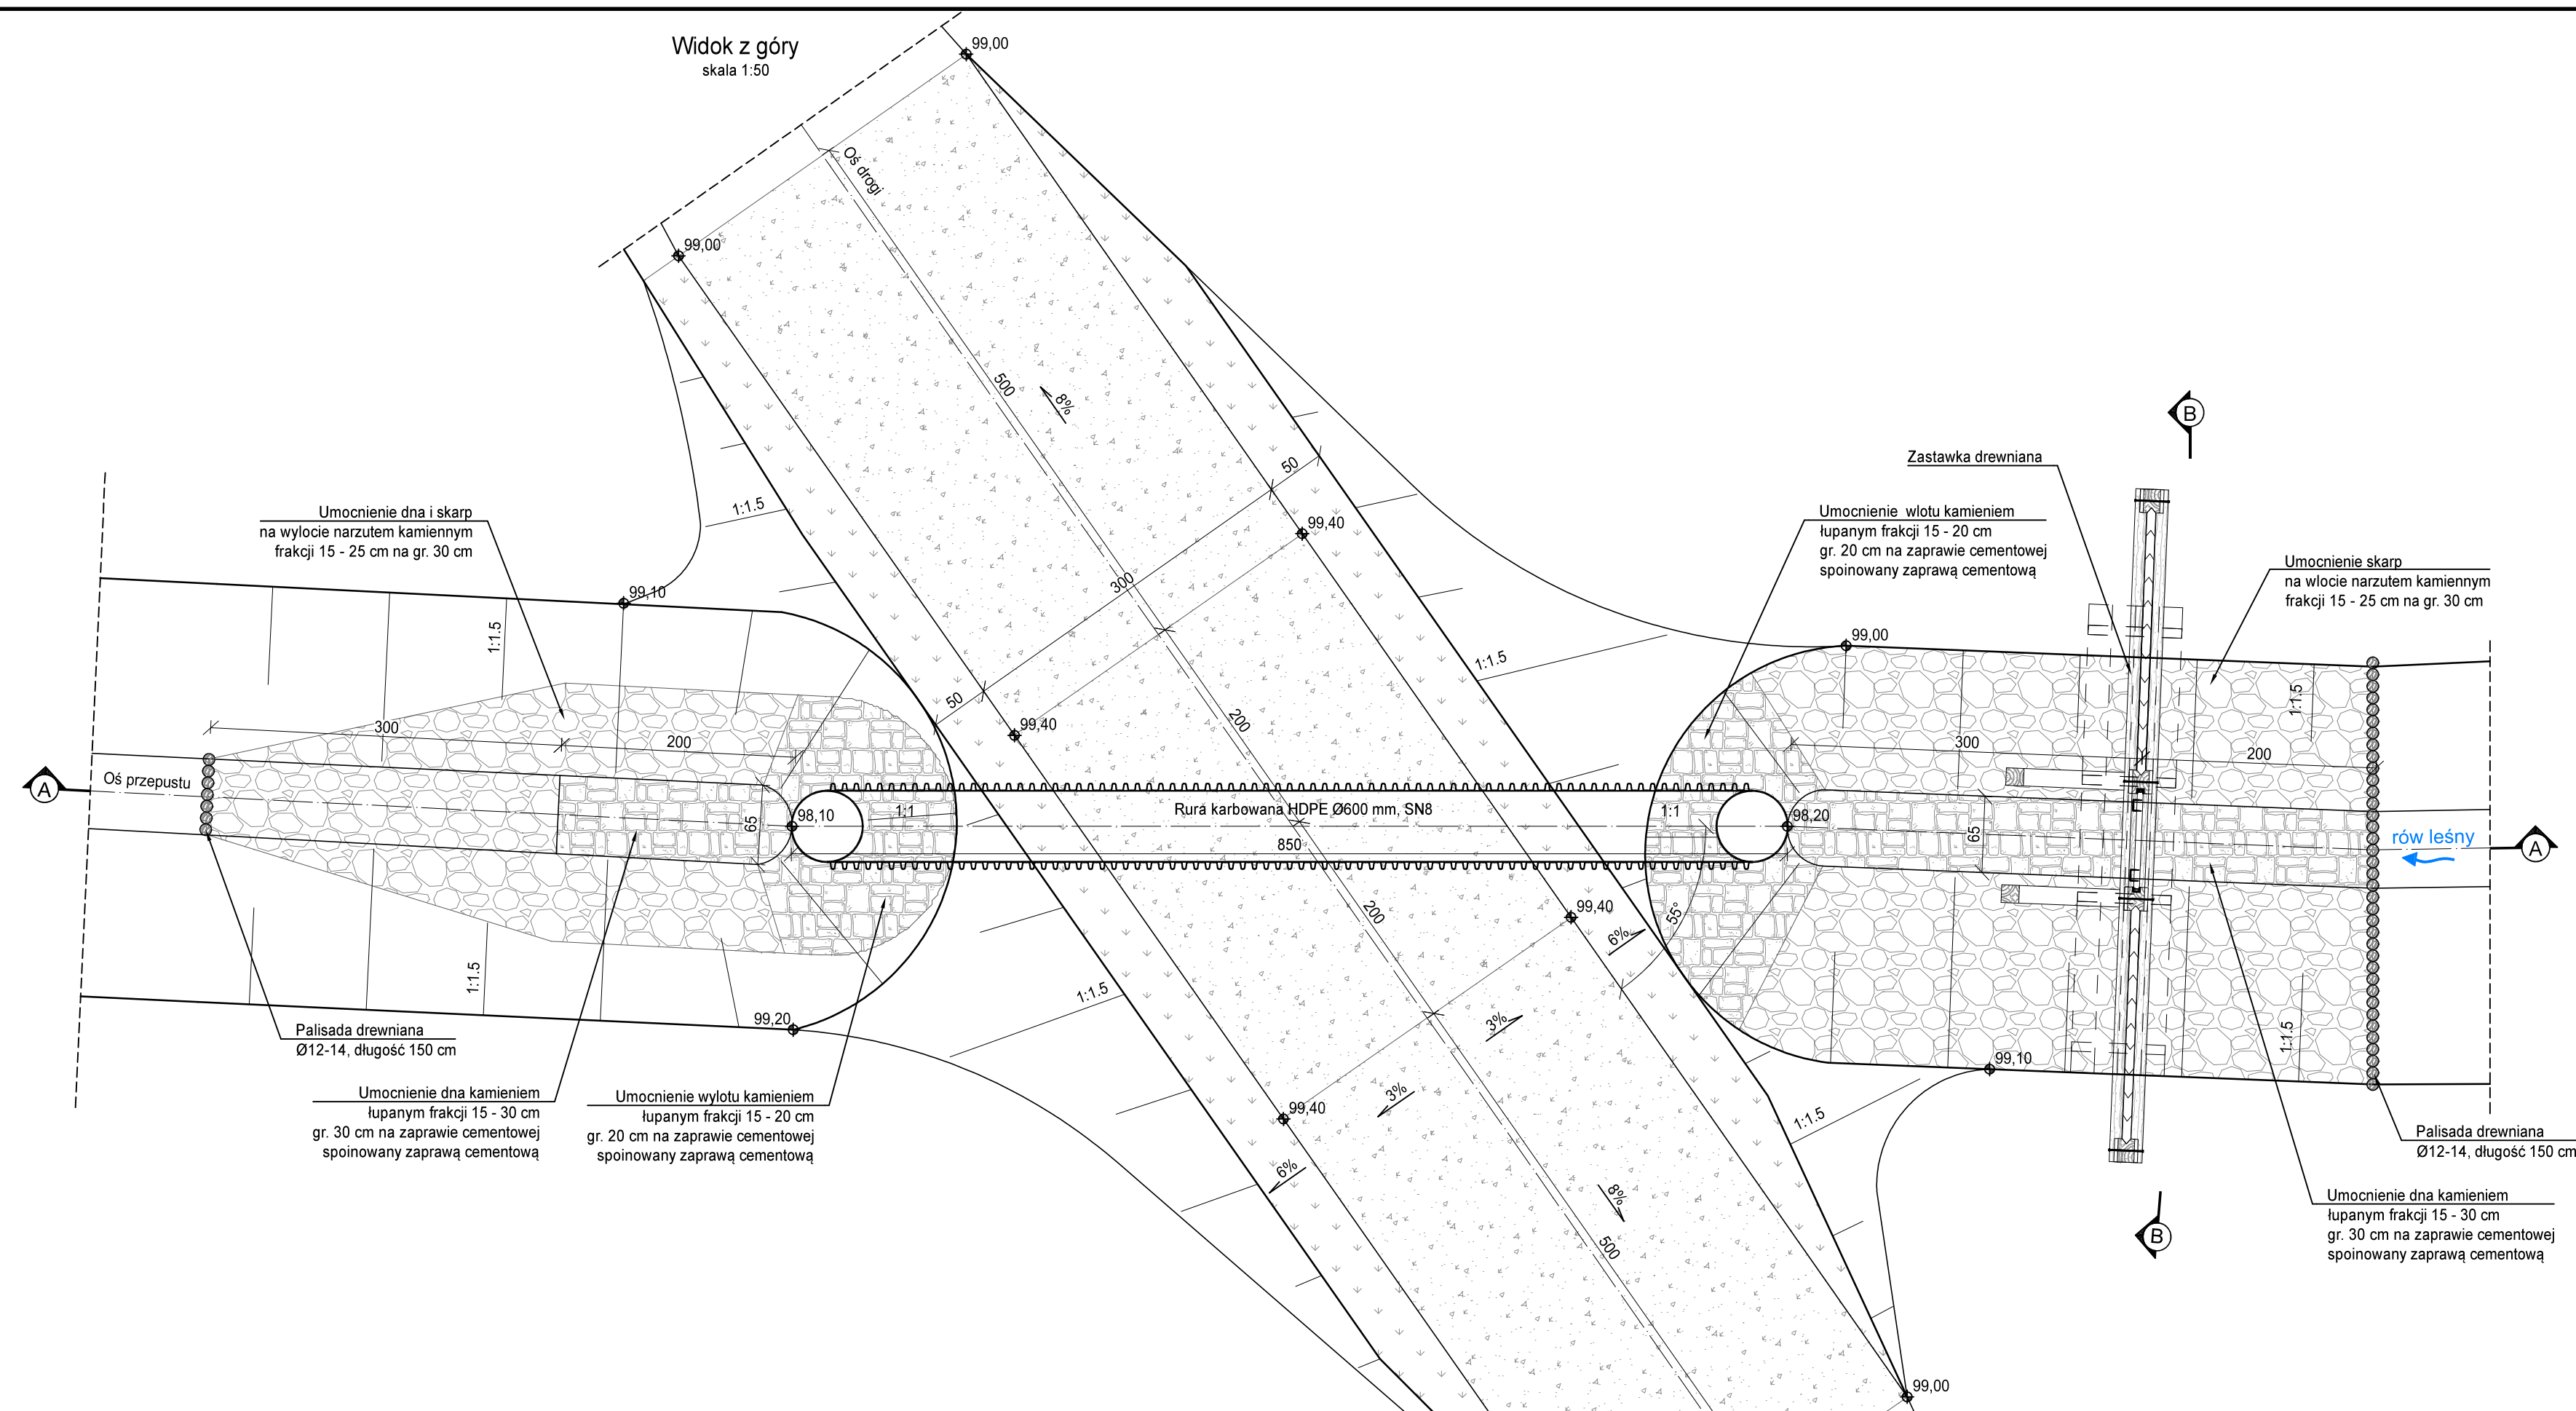 Widok z góry
skala 1:50
99,00
99,00
Oś drogi
500
8%
50
300
50
99,40
99,40
1:1.5
Umocnienie dna i skarp
na wylocie narzutem kamiennym
frakcji 15 - 25 cm na gr. 30 cm
99,10
1:1.5
300
200
Oś przepustu
A
65
98,10
1:1
Rura karbowana HDPE Ø600 mm, SN8
850
200
200
1:1
98,20
1:1.5
Zastawka drewniana
B
Umocnienie wlotu kamieniem
łupanym frakcji 15 - 20 cm
gr. 20 cm na zaprawie cementowej
spoinowany zaprawą cementową
Umocnienie skarp
na wlocie narzutem kamiennym
frakcji 15 - 25 cm na gr. 30 cm
99,00
1:1.5
300
200
65
rów leśny
A
99,40
6%
55°
1:1.5
1:1.5
99,20
Palisada drewniana
Ø12-14, długość 150 cm
Umocnienie dna kamieniem
łupanym frakcji 15 - 30 cm
gr. 30 cm na zaprawie cementowej
spoinowany zaprawą cementową
Umocnienie wylotu kamieniem
łupanym frakcji 15 - 20 cm
gr. 20 cm na zaprawie cementowej
spoinowany zaprawą cementową
3%
3%
99,40
6%
8%
500
99,10
1:1.5
1:1.5
Palisada drewniana
Ø12-14, długość 150 cm
Umocnienie dna kamieniem
łupanym frakcji 15 - 30 cm
gr. 30 cm na zaprawie cementowej
spoinowany zaprawą cementową
B
99,00